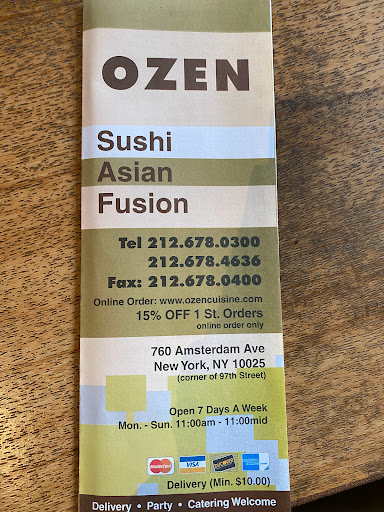 OZEN
Sushi
Asian
Fusion
Tel 212.678.0300
212.678.4636
Fax: 212.678.0400
Online Order: www.ozencuisine.com
15% OFF 1 St. Orders
online order only
760 Amsterdam Ave
New York, NY 10025
(corner of 97th Street)
Open 7 Days A Week
Mon. - Sun. 11:00am - 11:00mid
MasterCard VISA
Delivery (Min. $10.00)
Delivery • Party • Catering Welcome